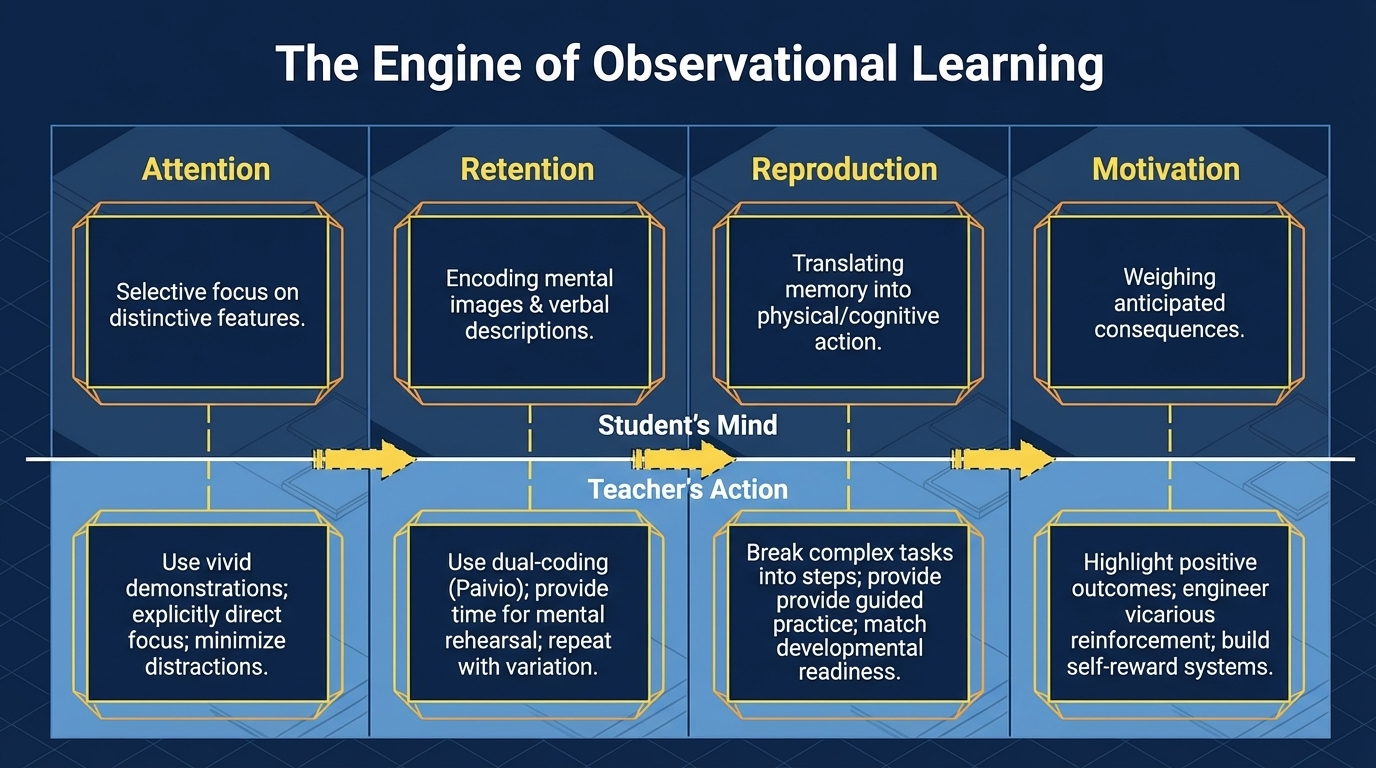 The Engine of Observational Learning
Attention
Retention
Reproduction
Motivation
Selective focus on
distinctive features.
Encoding mental
images & verbal
descriptions.
Translating
memory into
physical/cognitive
action.
Weighing
anticipated
consequences.
Student's Mind
Teacher's Action
Use vivid
demonstrations;
explicitly direct
focus; minimize
distractions.
Use dual-coding
(Paivio); provide
time for mental
rehearsal; repeat
with variation.
Break complex tasks
into steps; provide
provide guided
practice; match
developmental
readiness.
Highlight positive
outcomes; engineer
vicarious
reinforcement; build
self-reward systems.